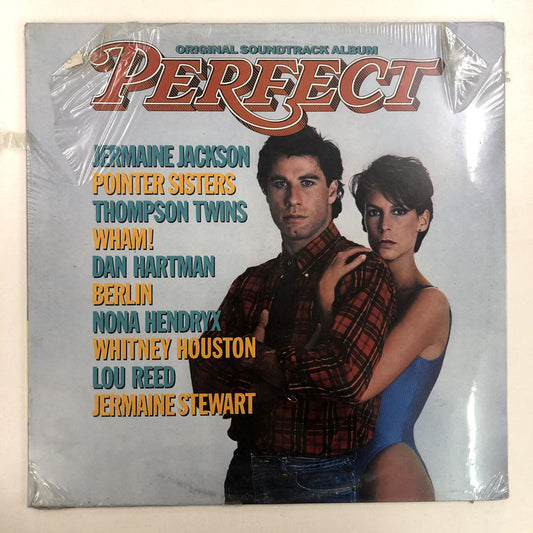 ORIGINAL SOUNDTRACK ALBUM
PERFECT
JERMAINE JACKSON
POINTER SISTERS
THOMPSON TWINS
WHAM!
DAN HARTMAN
BERLIN
NONA HENDRYX
WHITNEY HOUSTON
LOU REED
JERMAINE STEWART